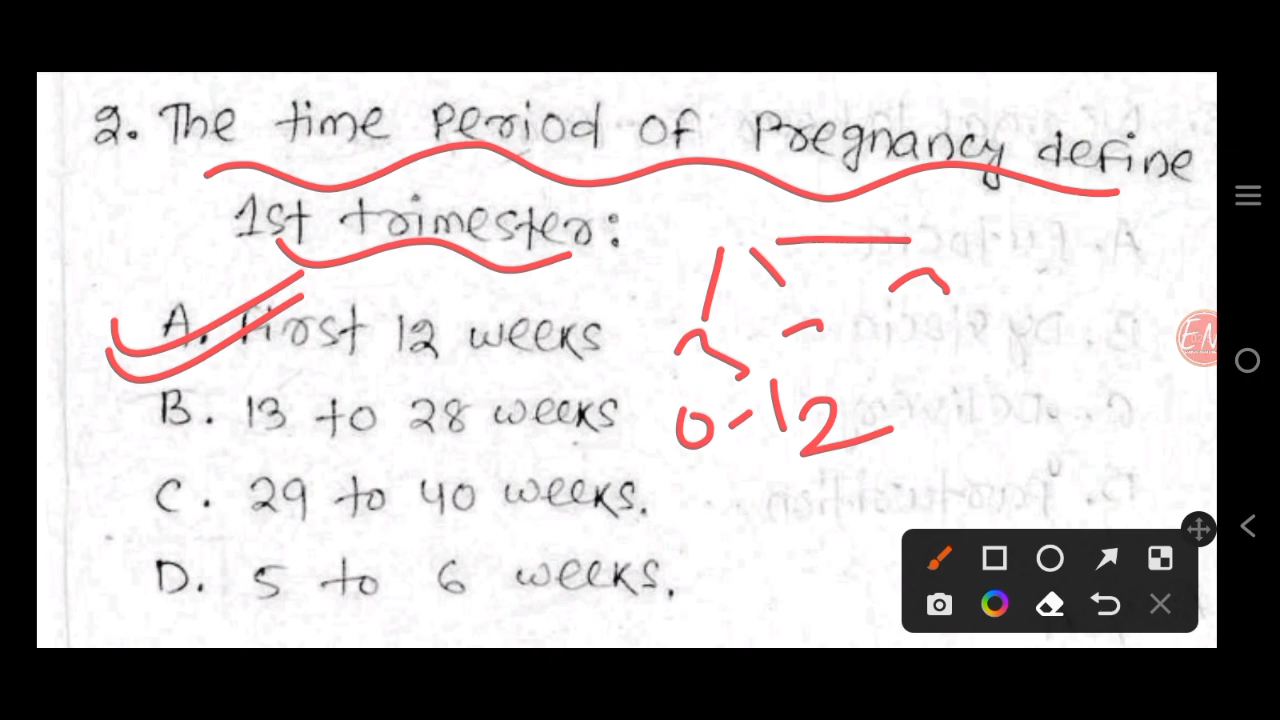 2. The time period of Pregnancy define
1st trimester:
A. First 12 weeks
B. 13 to 28 weeks
C. 29 to 40 weeks.
D. 5 to 6 weeks.
0-12
EN